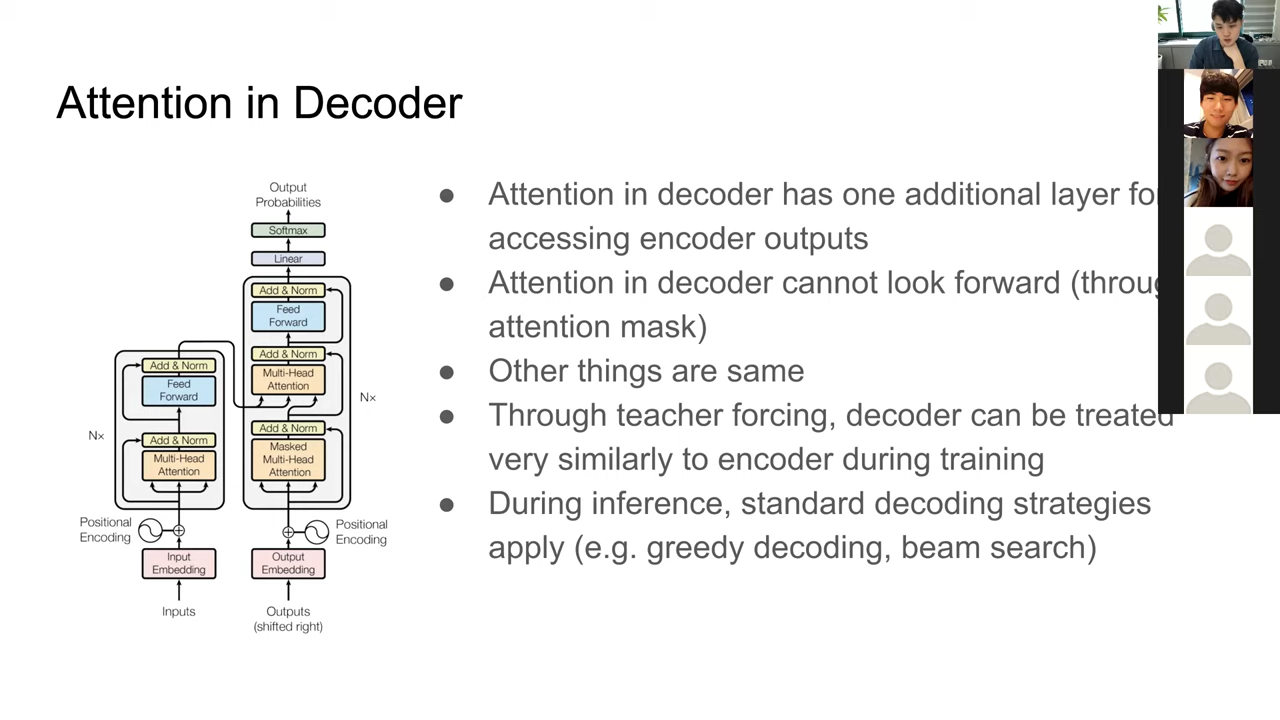 Attention in Decoder
Output
Probabilities
Softmax
Linear
Add & Norm
Feed
Forward
Add & Norm
Multi-Head
Attention
Add & Norm
Masked
Multi-Head
Attention
Nx
Add & Norm
Feed
Forward
Add & Norm
Multi-Head
Attention
Nx
Positional
Encoding
Positional
Encoding
Input
Embedding
Output
Embedding
Inputs
Outputs
(shifted right)
● Attention in decoder has one additional layer fo
accessing encoder outputs
● Attention in decoder cannot look forward (throu
attention mask)
● Other things are same
● Through teacher forcing, decoder can be treated
very similarly to encoder during training
● During inference, standard decoding strategies
apply (e.g. greedy decoding, beam search)